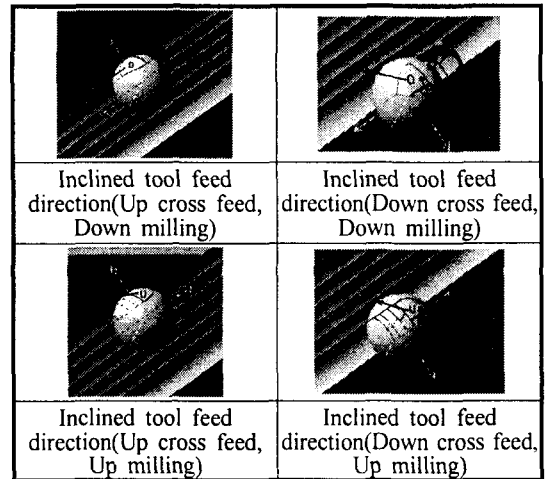 D
Inclined tool feed
direction(Up cross feed,
Down milling)
Inclined tool feed
direction(Down cross feed,
Down milling)
U
Inclined tool feed
direction(Up cross feed,
Up milling)
Inclined tool feed
direction(Down cross feed,
Up milling)